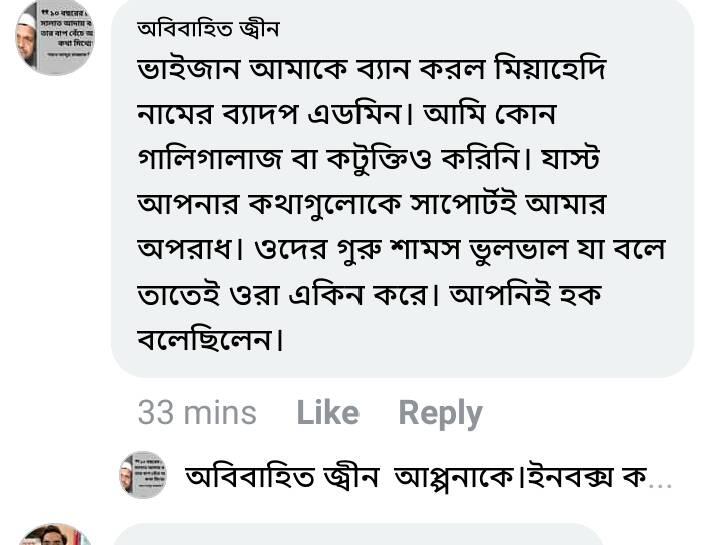 অবিবাহিত জ্বীন
ভাইজান আমাকে ব্যান করল মিয়াহেদি
নামের ব্যাদপ এডমিন। আমি কোন
গালিগালাজ বা কটুক্তিও করিনি। যাস্ট
আপনার কথাগুলোকে সাপোর্টই আমার
অপরাধ। ওদের গুরু শামস ভুলভাল যা বলে
তাতেই ওরা একিন করে। আপনিই হক
বলেছিলেন।
33 mins Like Reply
অবিবাহিত জ্বীন আপ্পনাকে।ইনবক্স ক...